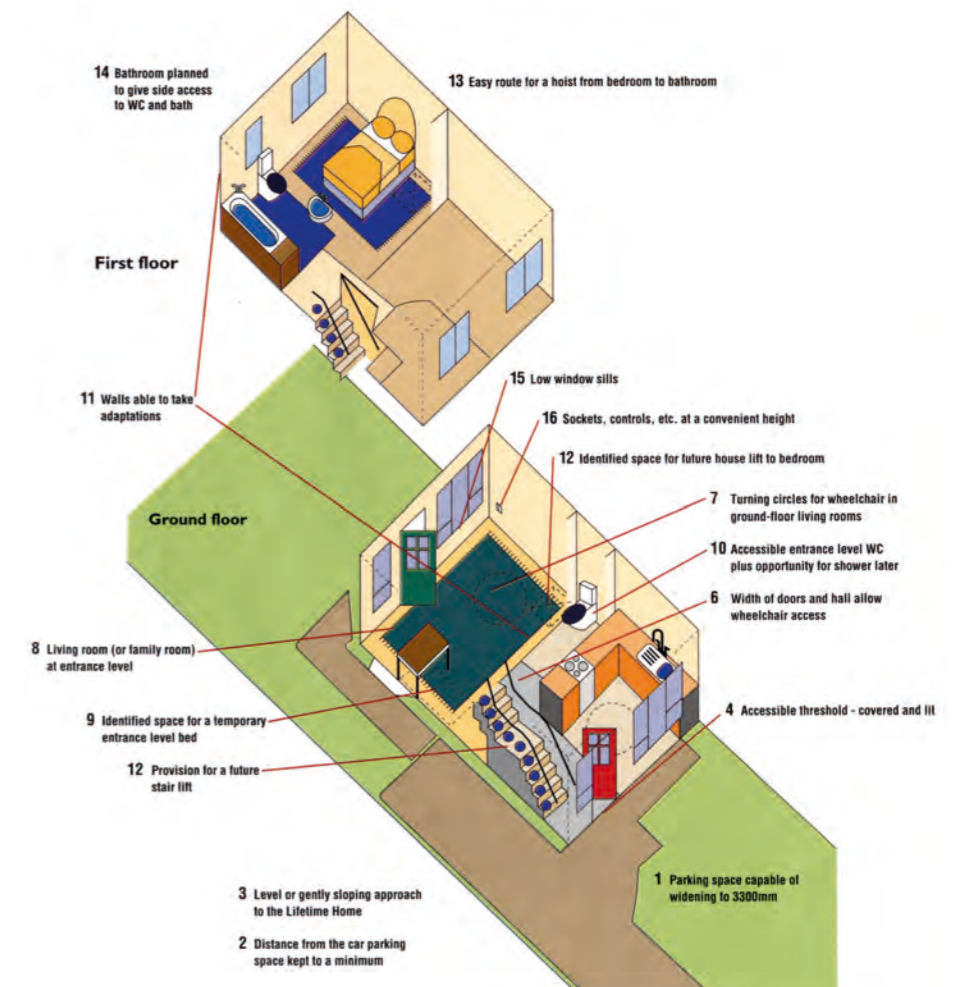 14 Bathroom planned
to give side access
to WC and bath
13 Easy route for a hoist from bedroom to bathroom
First floor
11 Walls able to take
adaptations
15 Low window sills
16 Sockets, controls, etc. at a convenient height
12 Identified space for future house lift to bedroom
Ground floor
7 Turning circles for wheelchair in
ground-floor living rooms
10 Accessible entrance level WC
plus opportunity for shower later
6 Width of doors and hall allow
wheelchair access
8 Living room (or family room)
at entrance level
4 Accessible threshold - covered and lit
9 Identified space for a temporary
entrance level bed
12 Provision for a future
stair lift
1 Parking space capable of
widening to 3300mm
3 Level or gently sloping approach
to the Lifetime Home
2 Distance from the car parking
space kept to a minimum